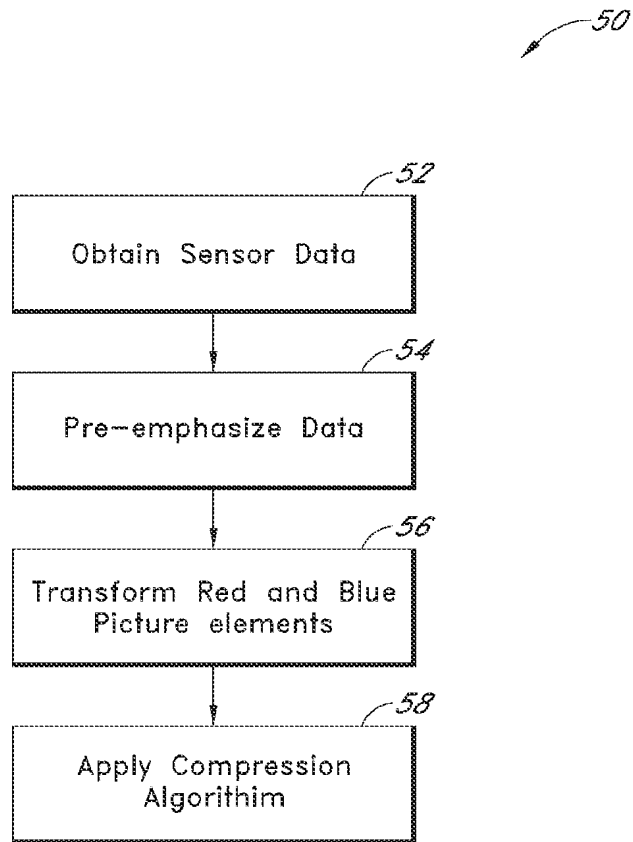 50
52
Obtain Sensor Data
54
Pre-emphasize Data
56
Transform Red and Blue
Picture elements
58
Apply Compression
Algorithim